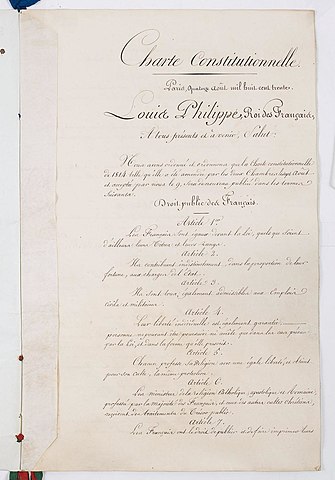 Charte Constitutionnelle.
Paris, Quatorze août mil huit cent trente.
Louis Philippe, Roi des Français,
A tous présents et à venir, Salut:
Nous avons ordonné et ordonnons que la Charte constitutionnelle
de 1814 telle qu'elle a été amendée par les deux Chambres le sept Août
et acceptée par nous le 9, sera de nouveau publiée dans les termes
suivants:
Droit public des Français.
Article 1er
Les Français sont égaux devant la loi, quels que soient
d'ailleurs leurs titres et leurs rangs.
Article 2.
Ils contribuent indistinctement, dans la proportion de leur
fortune, aux charges de l'état.
Article 3.
Ils sont tous également admissibles aux Emplois
civils et militaires.
Article 4.
Leur liberté individuelle est également garantie,
personne ne pouvant être poursuivi ni arrêté que dans les cas prévus
par la loi, et dans la forme qu'elle prescrit.
Article 5.
Chacun professe sa Religion avec une égale liberté, et obtient
pour son culte, la même protection.
Article 6.
Les Ministres de la religion Catholique, apostolique et Romaine,
professée par la majorité des Français, et ceux des autres cultes chrétiens,
reçoivent des traitements du Trésor public.
Article 7.
Les Français ont le droit de publier et de faire imprimer leurs